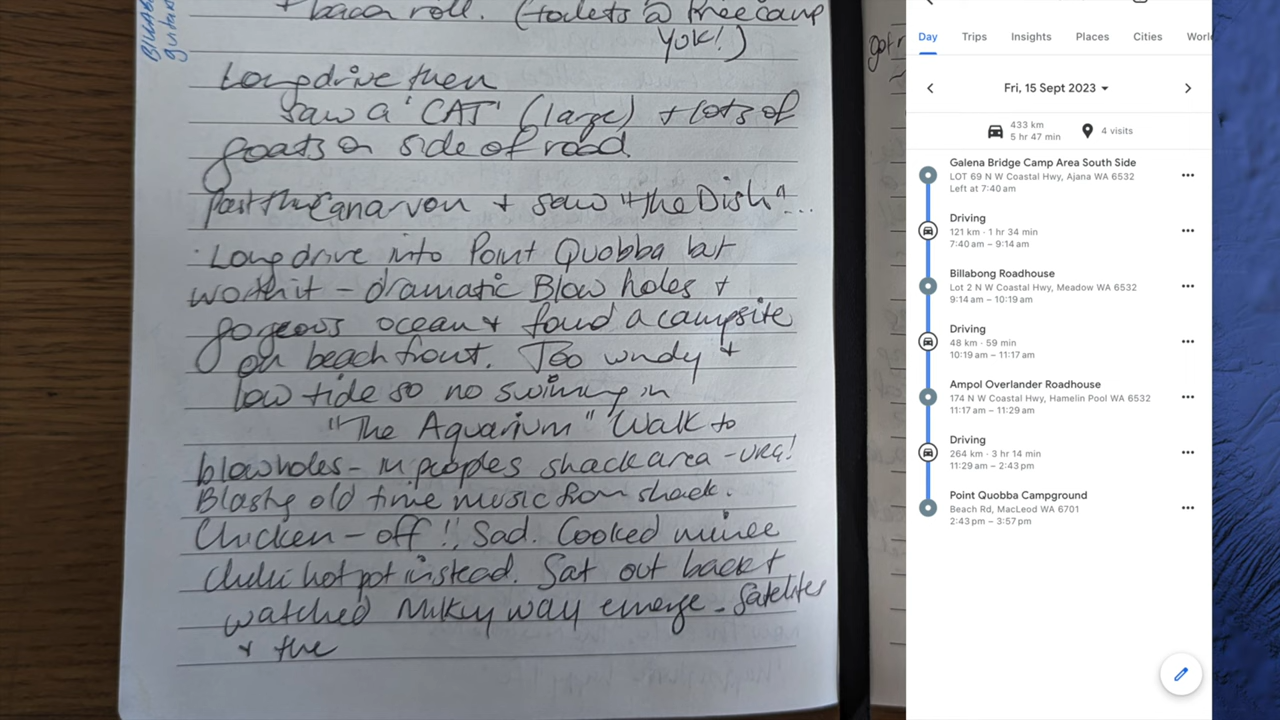 + bacon roll. (toilets @ free camp
YUK!)
Long drive then
saw a 'CAT' (large) + lots of
goats on side of road.
Past the Canarvon + saw "the Dish"...
Long drive into Point Quobba but
worth it - dramatic Blow holes +
gorgeous ocean + found a campsite
on beach front. Too windy +
low tide so no swimming in
"The Aquarium" Walk to
blowholes - in peoples shack area -
Blasting old time music from shack.
Chicken - off!! Sad. Cooked mince
chilli hot pot instead. Sat out back +
watched Milky way emerge - satelites
+ the
Day Trips Insights Places Cities Worl
Fri, 15 Sept 2023
433 km
5 hr 47 min
4 visits
Galena Bridge Camp Area South Side
LOT 69 N W Coastal Hwy, Ajana WA 6532
Left at 7:40 am
Driving
121 km · 1 hr 34 min
7:40 am – 9:14 am
Billabong Roadhouse
Lot 2 N W Coastal Hwy, Meadow WA 6532
9:14 am – 10:19 am
Driving
48 km · 59 min
10:19 am – 11:17 am
Ampol Overlander Roadhouse
174 N W Coastal Hwy, Hamelin Pool WA 6532
11:17 am – 11:29 am
Driving
264 km · 3 hr 14 min
11:29 am – 2:43 pm
Point Quobba Campground
Beach Rd, MacLeod WA 6701
2:43 pm – 3:57 pm